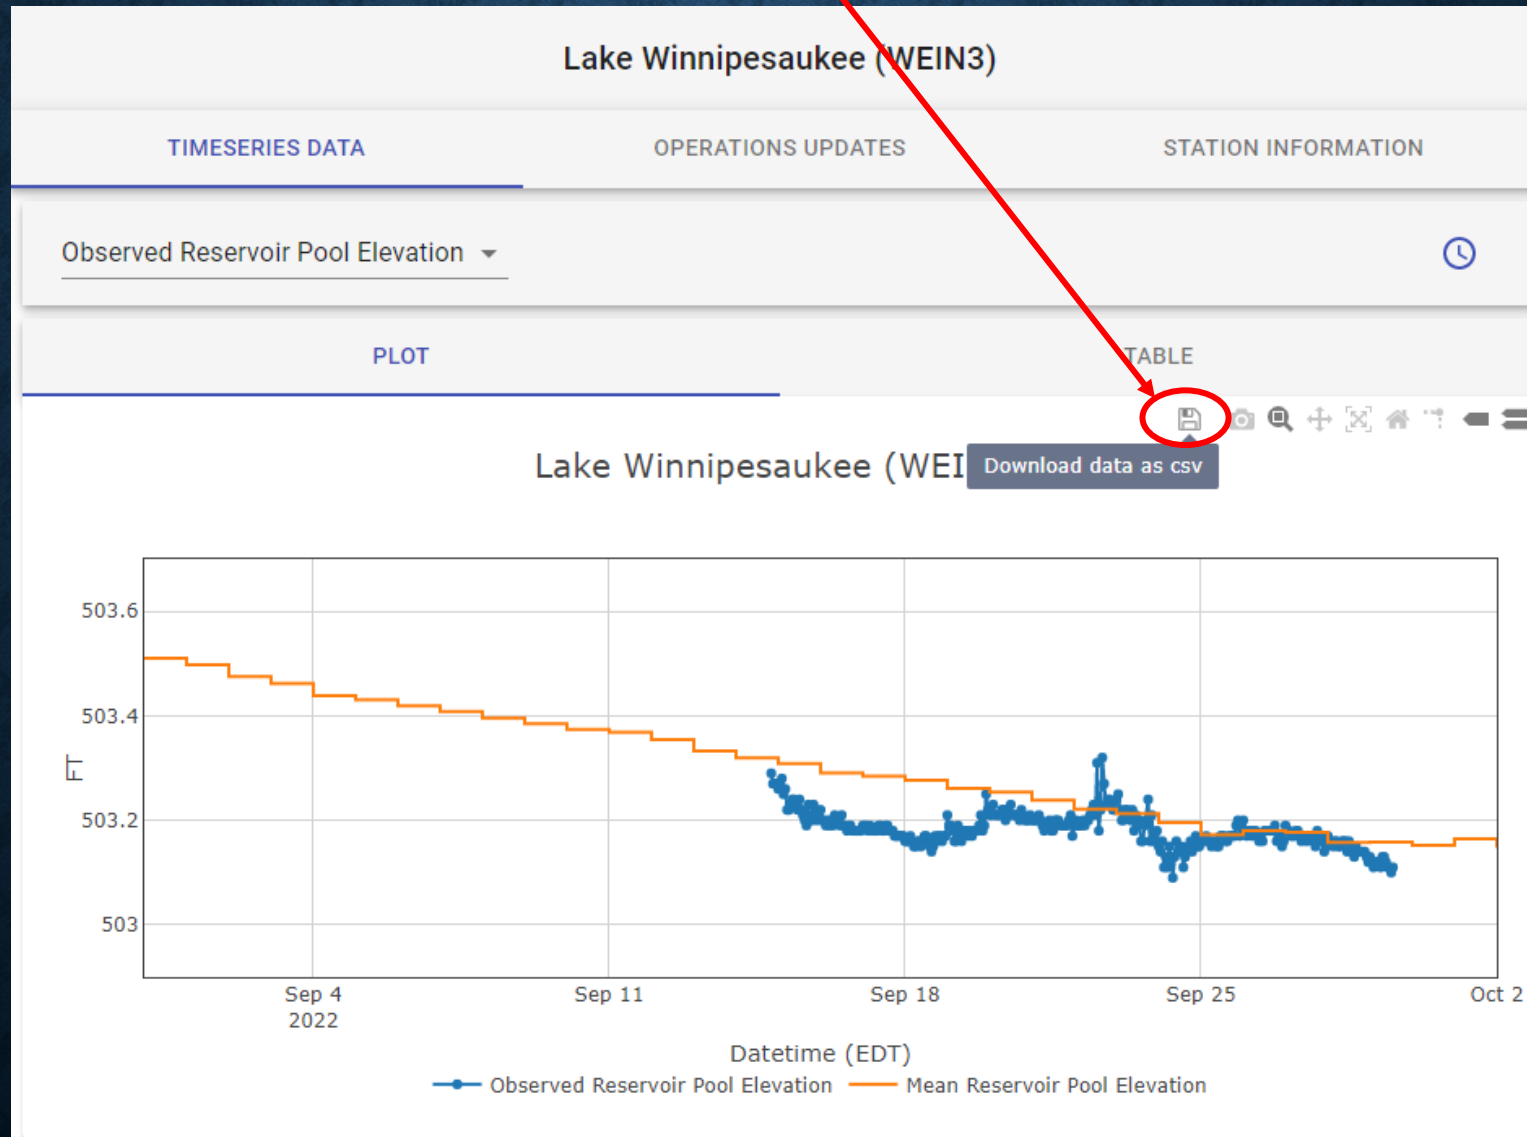 Lake Winnipesaukee (WEIN3)
TIMESERIES DATA
OPERATIONS UPDATES
STATION INFORMATION
Observed Reservoir Pool Elevation
PLOT
TABLE
Lake Winnipesaukee (WEI
Download data as csv
503.6
503.4
503.2
503
FT
Sep 4
2022
Sep 11
Sep 18
Sep 25
Oct 2
Datetime (EDT)
Observed Reservoir Pool Elevation
Mean Reservoir Pool Elevation